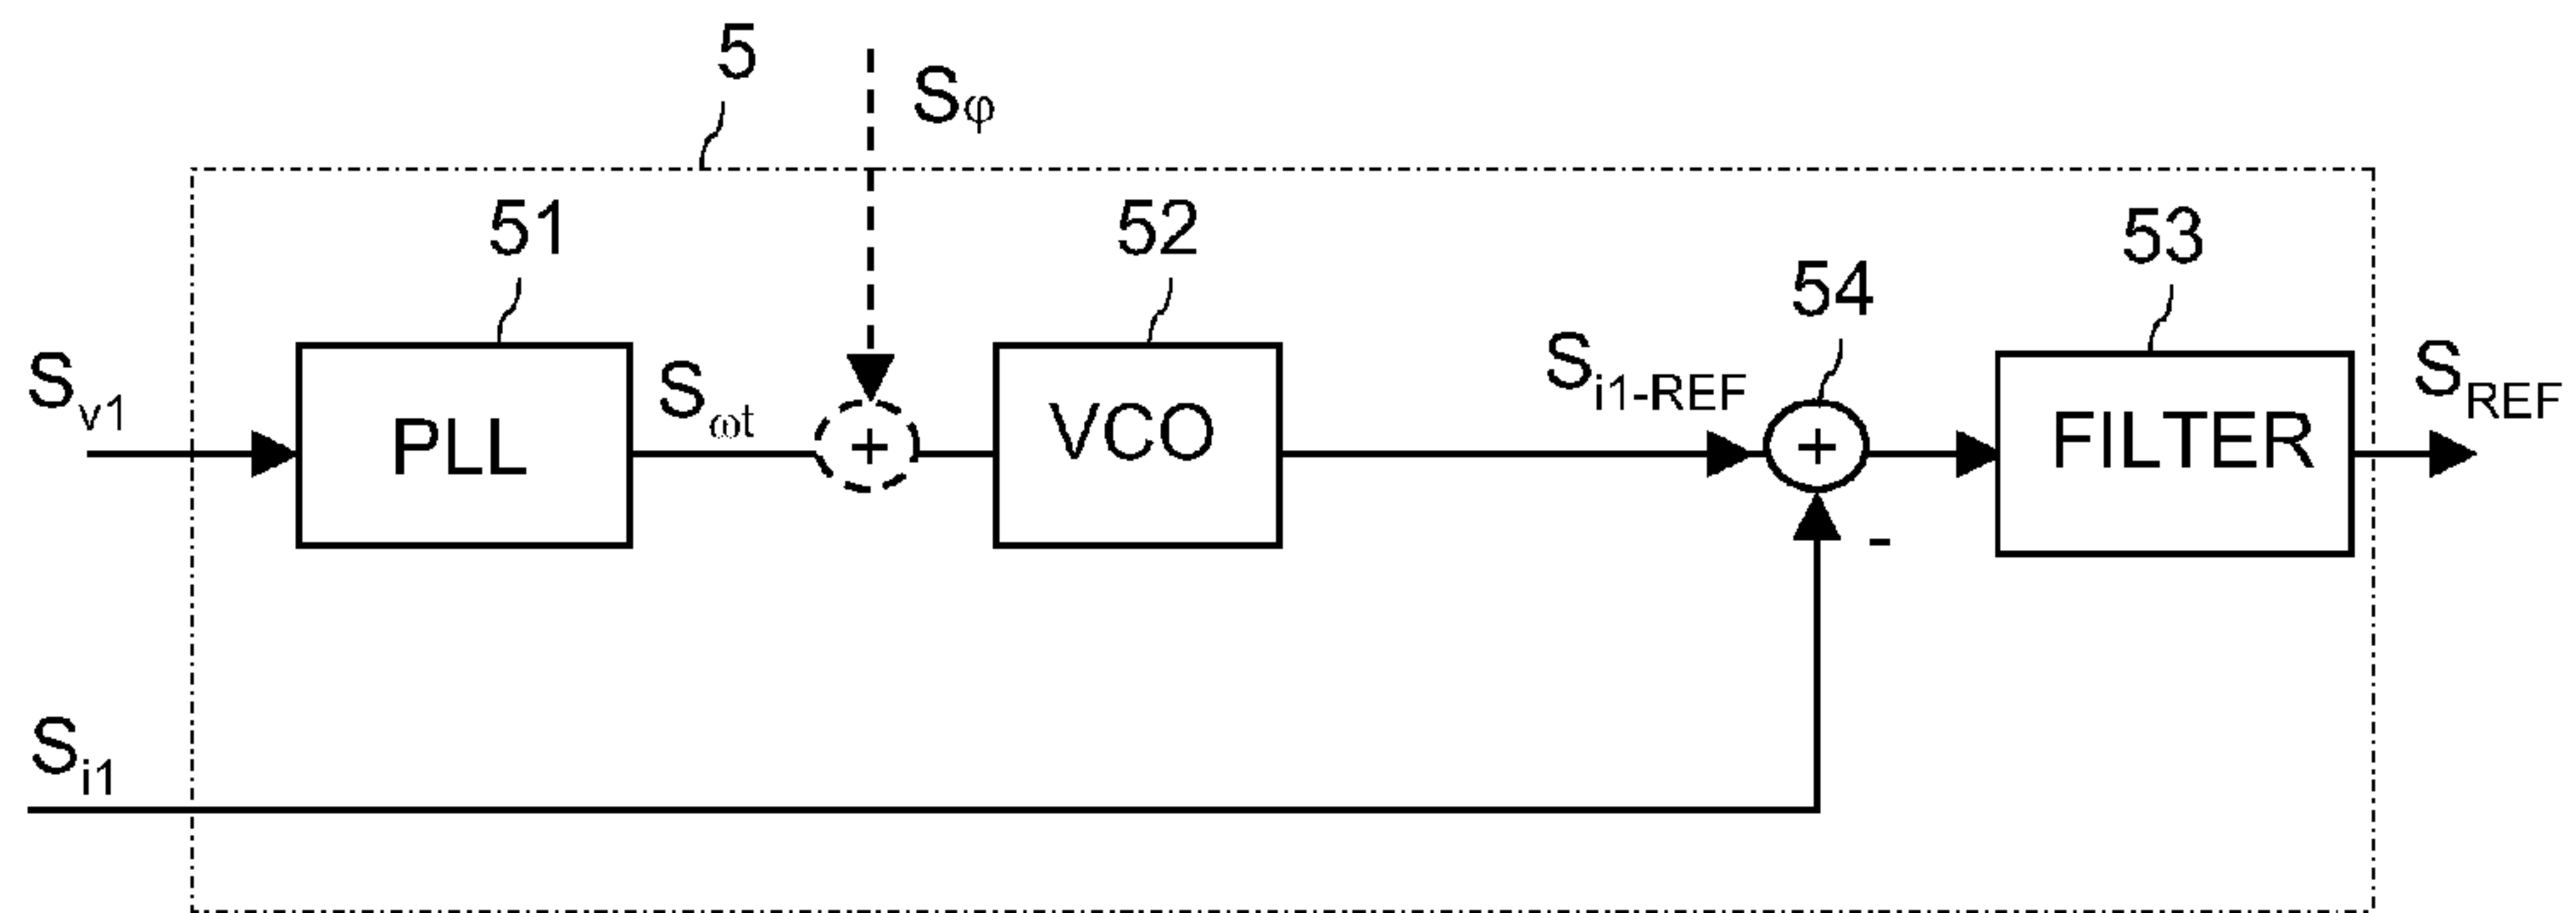 5
Sφ
51
52
53
54
Sv1
PLL
Sωt
+
VCO
Si1-REF
+
FILTER
SREF
-
Si1